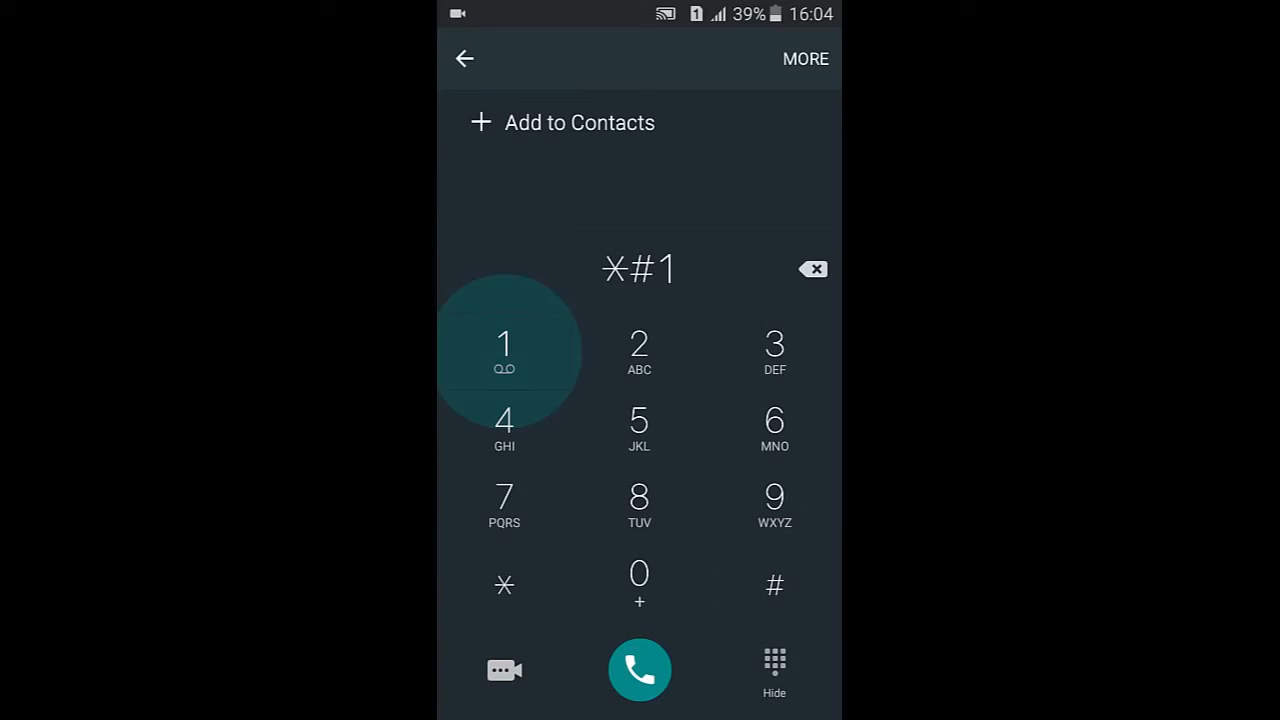 1 39% 16:04
MORE
+ Add to Contacts
*#1
1 2 3
ABC DEF
4 5 6
GHI JKL MNO
7 8 9
PQRS TUV WXYZ
* 0 #
+
Hide